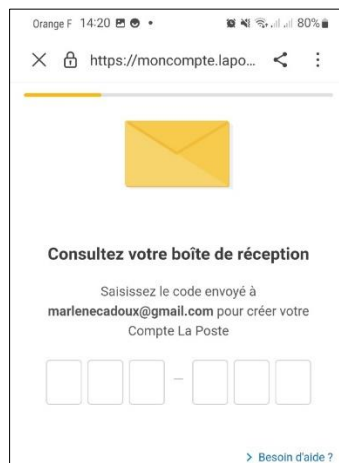 Orange F 14:20
80%
https://moncompte.lapo...
Consultez votre boîte de réception
Saisissez le code envoyé à
marlenecadoux@gmail.com pour créer votre
Compte La Poste
–
> Besoin d'aide ?